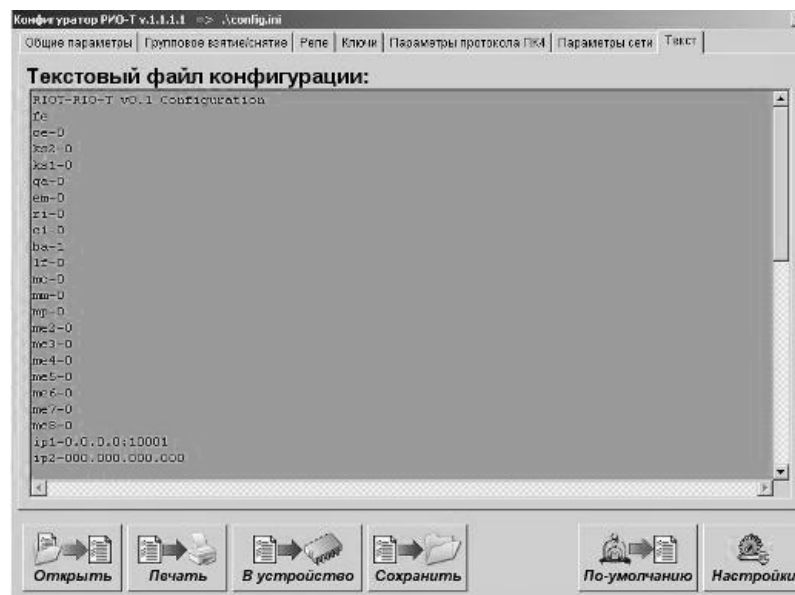 Конфигуратор РИО-Т v.1.1.1.1 => .\config.ini
Общие параметры Групповое взятие/снятие Реле Ключи Параметры протокола ПК4 Параметры сети Текст
Текстовый файл конфигурации:
RIOT-RIO-T v0.1 Configuration
fe
ce-0
ks2-0
ks1-0
qa-0
em-0
ri-0
ci-0
ba-1
lf-0
mc-0
mm-0
mp-0
me2-0
me3-0
me4-0
me5-0
me6-0
me7-0
me8-0
ip1-0.0.0.0:10001
ip2-000.000.000.000
Открыть Печать В устройство Сохранить По-умолчанию Настройки